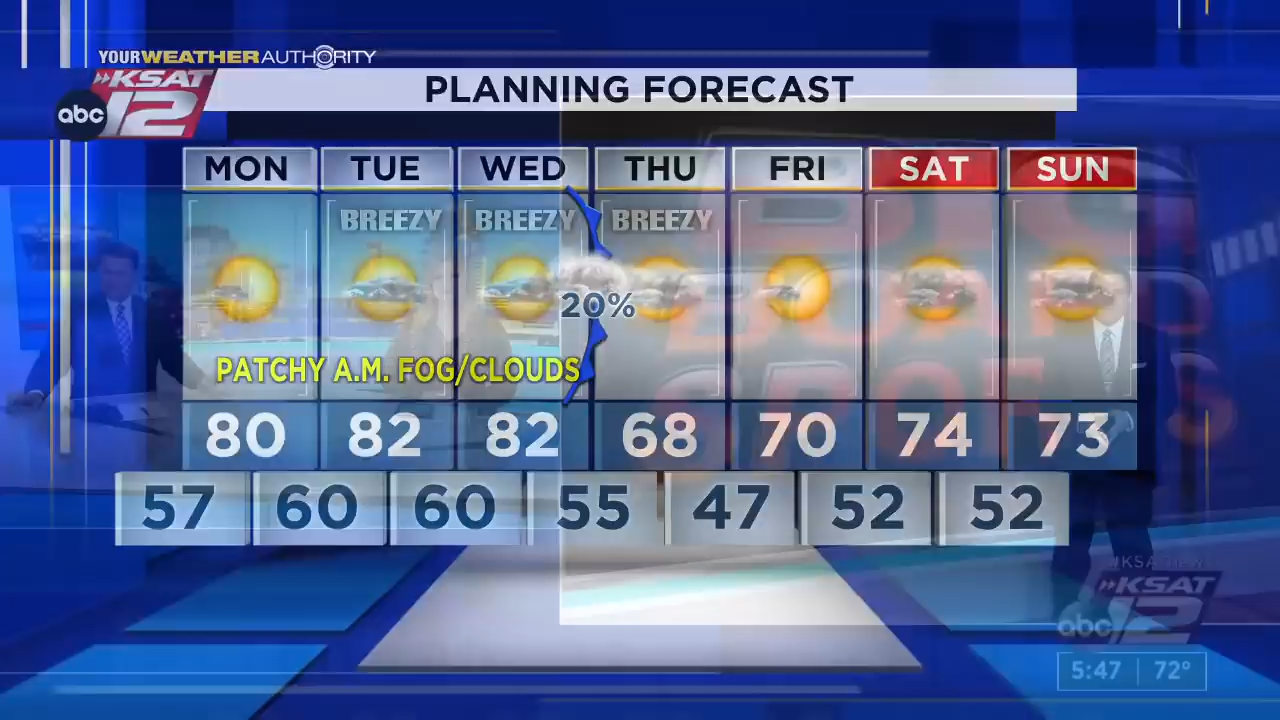 YOUR WEATHER AUTHORITY
KSAT
abc 12
PLANNING FORECAST
MON TUE WED THU FRI SAT SUN
BREEZY BREEZY BREEZY
20%
PATCHY A.M. FOG/CLOUDS
80 82 82 68 70 74 73
57 60 60 55 47 52 52
BIG
SPOTS
KSAT
abc 12
5:47 72°